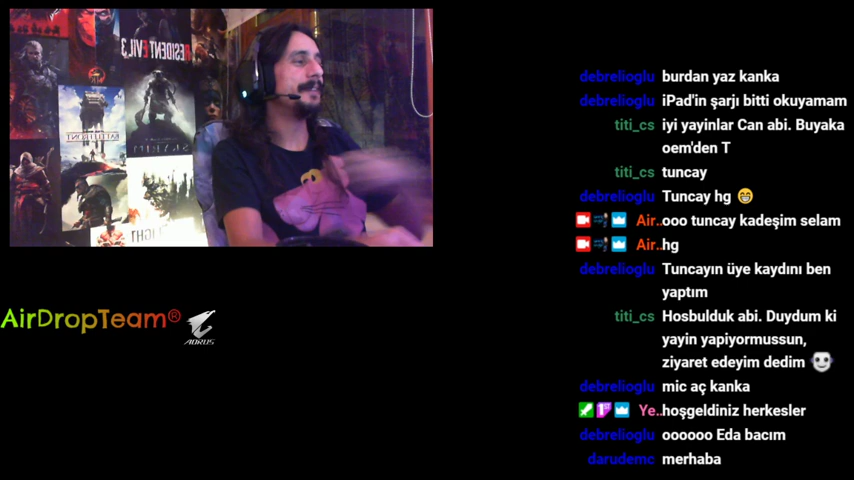 RESIDENT EVIL 3
BATTLEFRONT
SKYRIM
LIGHT
AirDropTeam®
AORUS
debrelioglu burdan yaz kanka
debrelioglu iPad'in şarjı bitti okuyamam
titi_cs iyi yayinlar Can abi. Buyaka
oem'den T
titi_cs tuncay
debrelioglu Tuncay hg 😁
Air.. ooo tuncay kadeşim selam
Air.. hg
debrelioglu Tuncayın üye kaydını ben
yaptım
titi_cs Hosbulduk abi. Duydum ki
yayin yapiyormussun,
ziyaret edeyim dedim
debrelioglu mic aç kanka
Ye.. hoşgeldiniz herkesler
debrelioglu oooooo Eda bacım
darudemc merhaba